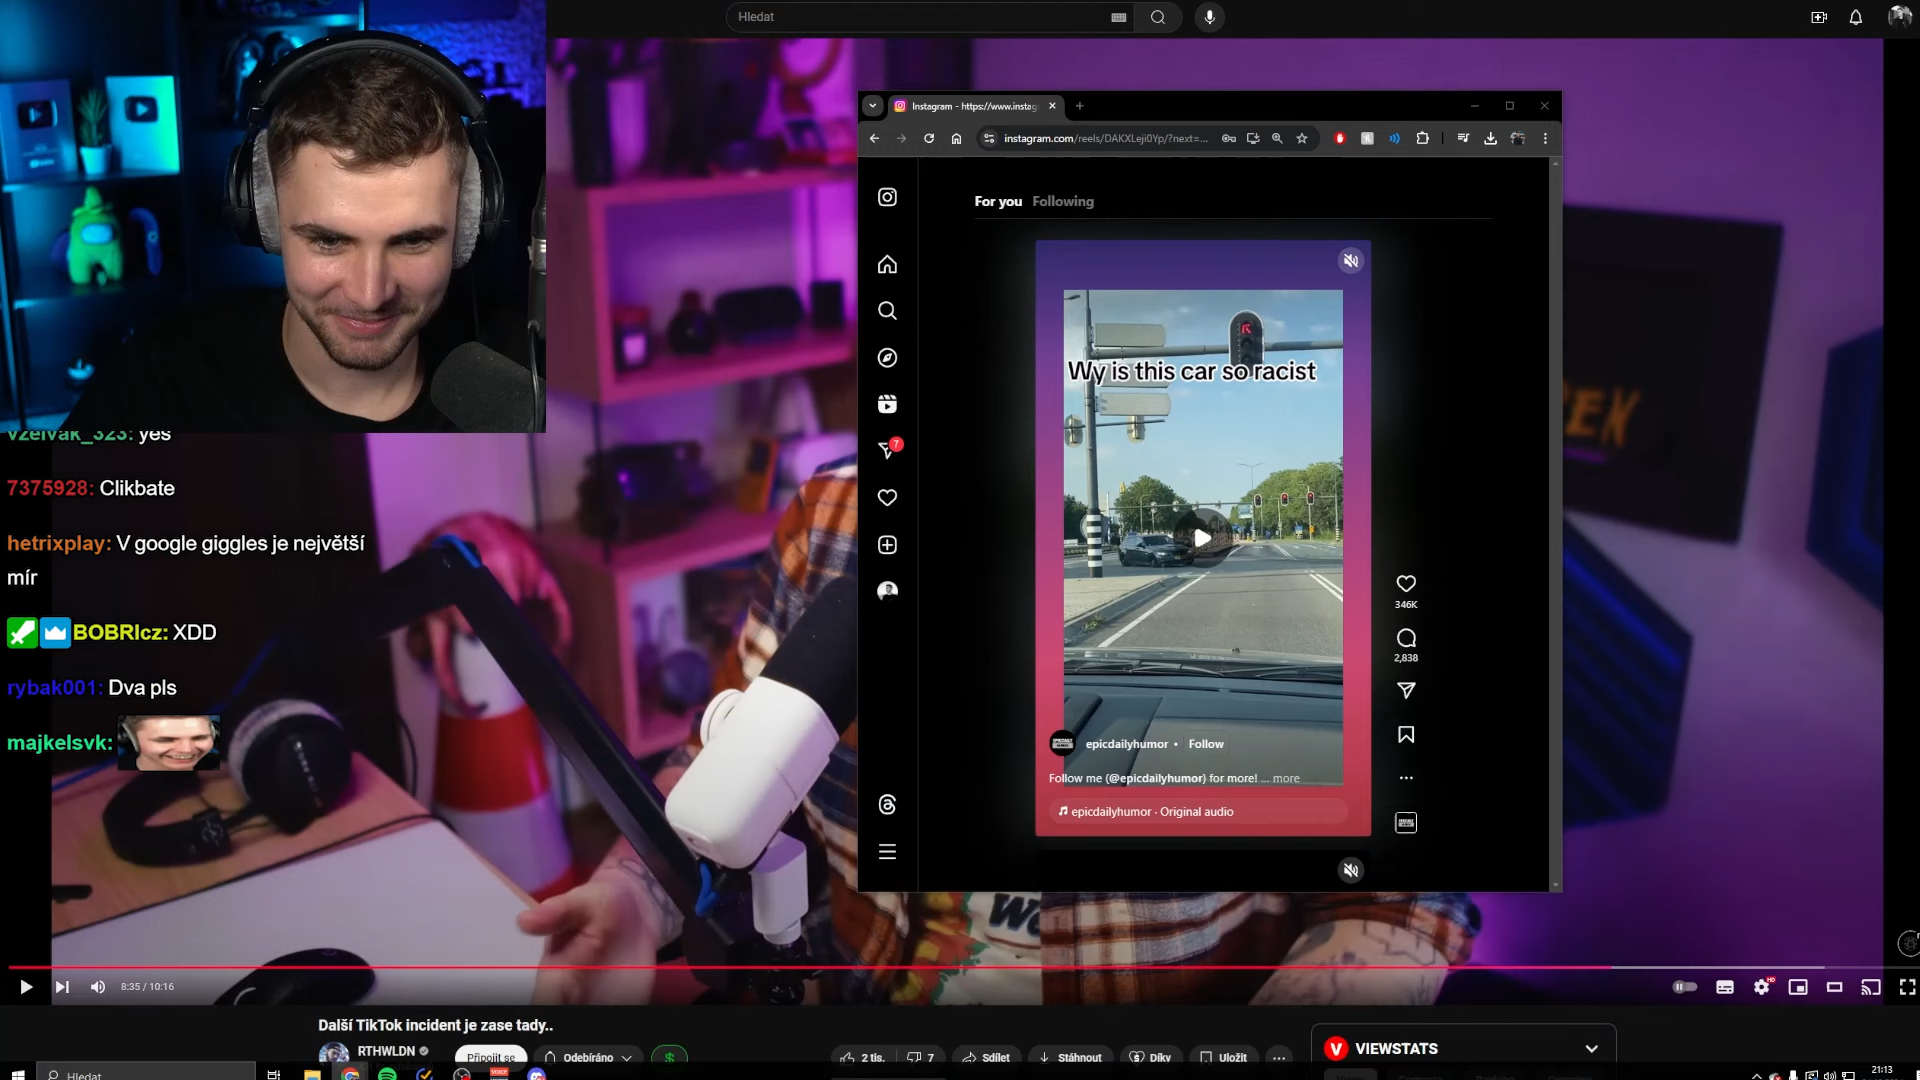 Hledat
vzelvak_323: yes
7375928: Clikbate
hetrixplay: V google giggles je největší
mír
BOBRIcz: XDD
rybak001: Dva pls
majkelsvk:
Instagram - https://www.instag
instagram.com/reels/DAKXLeji0Yp/?next=...
For you Following
Wy is this car so racist
7
346K
2,838
epicdailyhumor • Follow
Follow me (@epicdailyhumor) for more! ... more
epicdailyhumor · Original audio
8:35 / 10:16
HD
Další TikTok incident je zase tady..
RTHWLDN
Připojit se
Odebíráno
2 tis.
7
Sdílet
Stáhnout
Díky
Uložit
VIEWSTATS
Hledat
21:13